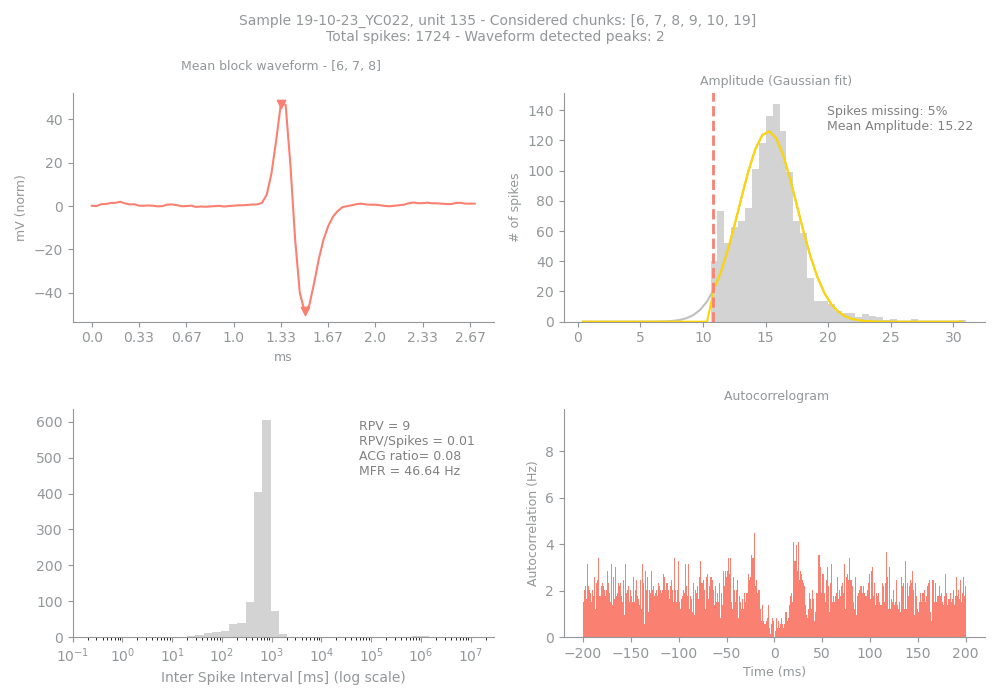 Sample 19-10-23_YC022, unit 135 - Considered chunks: [6, 7, 8, 9, 10, 19]
Total spikes: 1724 - Waveform detected peaks: 2
Mean block waveform - [6, 7, 8]
mV (norm)
40
20
0
−20
−40
0.0 0.33 0.67 1.0 1.33 1.67 2.0 2.33 2.67
ms
Amplitude (Gaussian fit)
Spikes missing: 5%
Mean Amplitude: 15.22
# of spikes
140
120
100
80
60
40
20
0
0 5 10 15 20 25 30
RPV = 9
RPV/Spikes = 0.01
ACG ratio= 0.08
MFR = 46.64 Hz
600
500
400
300
200
100
0
10⁻¹ 10⁰ 10¹ 10² 10³ 10⁴ 10⁵ 10⁶ 10⁷
Inter Spike Interval [ms] (log scale)
Autocorrelogram
Autocorrelation (Hz)
8
6
4
2
0
−200 −150 −100 −50 0 50 100 150 200
Time (ms)